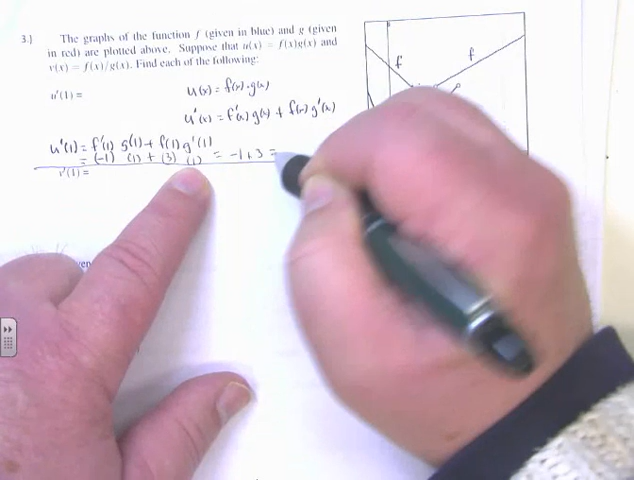 3.] The graphs of the function f (given in blue) and g (given
in red) are plotted above. Suppose that u(x) = f(x)g(x) and
v(x) = f(x)/g(x). Find each of the following:
u'(1) =
u(x) = f(x)·g(x)
u'(x) = f'(x) g(x) + f(x) g'(x)
u'(1) = f'(1) g(1) + f(1) g'(1)
= (-1) (1) + (3) (1) = -1+3 =
v'(1) =
f
f